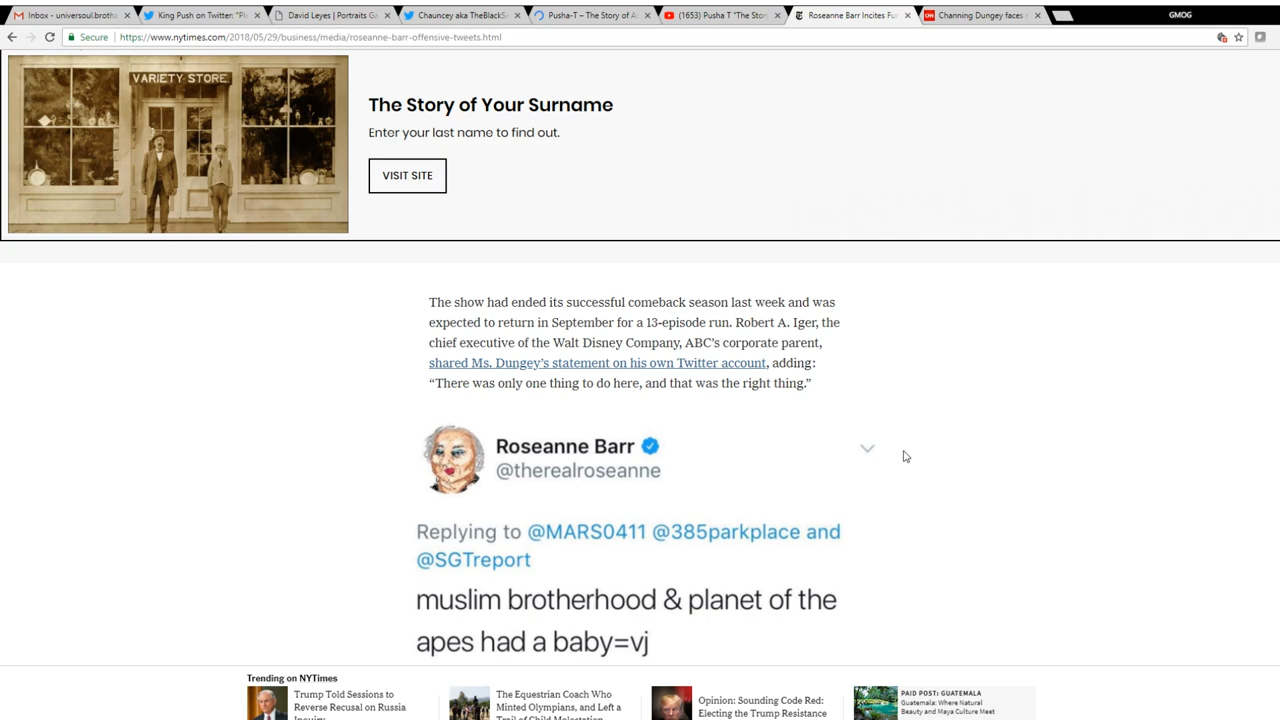 Inbox - universoul.broth
King Push on Twitter: "Pl
David Leyes | Portraits Ga
Chauncey aka TheBlackS
Pusha-T – The Story of A
(1653) Pusha T "The Stor
Roseanne Barr Incites Fur
Channing Dungey faces r
GMOG
Secure
https://www.nytimes.com/2018/05/29/business/media/roseanne-barr-offensive-tweets.html
VARIETY STORE
The Story of Your Surname
Enter your last name to find out.
VISIT SITE
The show had ended its successful comeback season last week and was
expected to return in September for a 13-episode run. Robert A. Iger, the
chief executive of the Walt Disney Company, ABC’s corporate parent,
shared Ms. Dungey’s statement on his own Twitter account, adding:
“There was only one thing to do here, and that was the right thing.”
Roseanne Barr
@therealroseanne
Replying to @MARS0411 @385parkplace and
@SGTreport
muslim brotherhood & planet of the
apes had a baby=vj
Trending on NYTimes
Trump Told Sessions to
Reverse Recusal on Russia
Inquiry
The Equestrian Coach Who
Minted Olympians, and Left a
Trail of Child Molestation
Opinion: Sounding Code Red:
Electing the Trump Resistance
PAID POST: GUATEMALA
Guatemala: Where Natural
Beauty and Maya Culture Meet